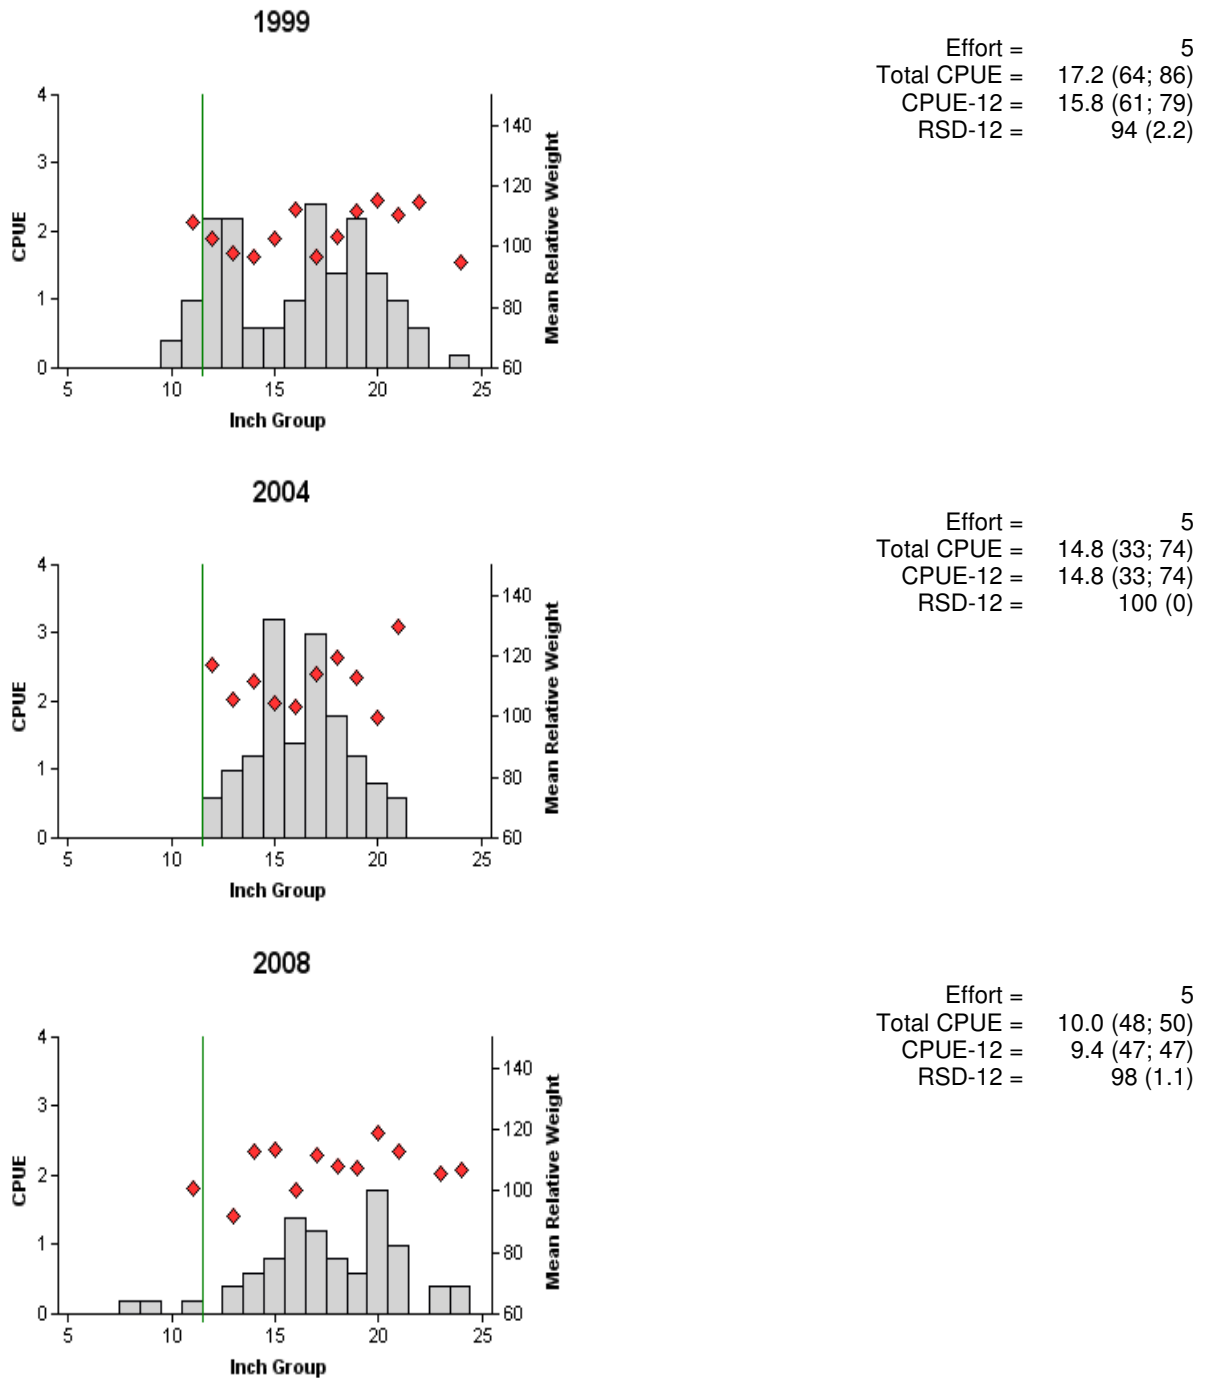 1999
Effort = 5
Total CPUE = 17.2 (64; 86)
CPUE-12 = 15.8 (61; 79)
RSD-12 = 94 (2.2)
4
3
2
1
0
CPUE
140
120
100
80
60
Mean Relative Weight
5 10 15 20 25
Inch Group
2004
Effort = 5
Total CPUE = 14.8 (33; 74)
CPUE-12 = 14.8 (33; 74)
RSD-12 = 100 (0)
4
3
2
1
0
CPUE
140
120
100
80
60
Mean Relative Weight
5 10 15 20 25
Inch Group
2008
Effort = 5
Total CPUE = 10.0 (48; 50)
CPUE-12 = 9.4 (47; 47)
RSD-12 = 98 (1.1)
4
3
2
1
0
CPUE
140
120
100
80
60
Mean Relative Weight
5 10 15 20 25
Inch Group